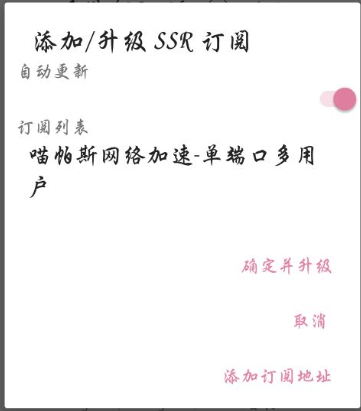 添加/升级 SSR 订阅
自动更新
订阅列表
喵帕斯网络加速-单端口多用
户
确定并升级
取消
添加订阅地址